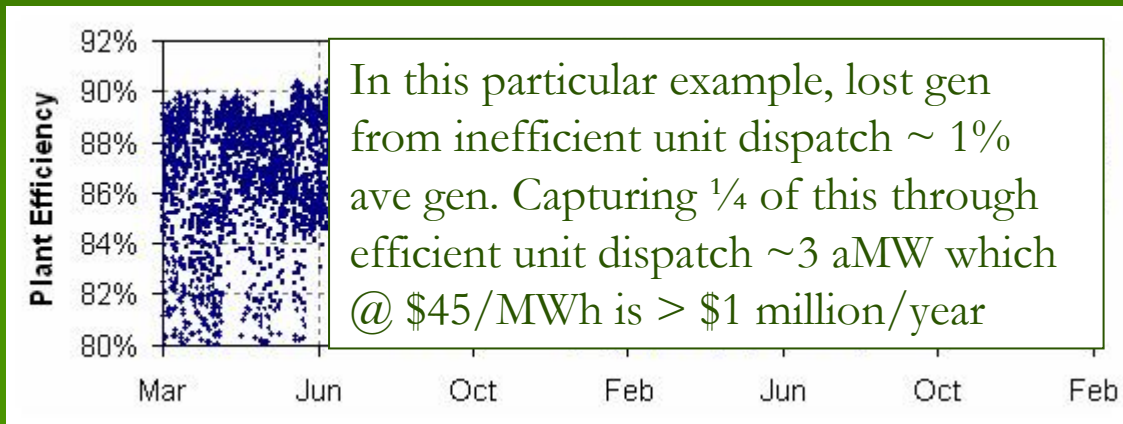 92%
90%
88%
86%
84%
82%
80%
Plant Efficiency
In this particular example, lost gen
from inefficient unit dispatch ~ 1%
ave gen. Capturing ¼ of this through
efficient unit dispatch ~3 aMW which
@ $45/MWh is > $1 million/year
Mar Jun Oct Feb Jun Oct Feb